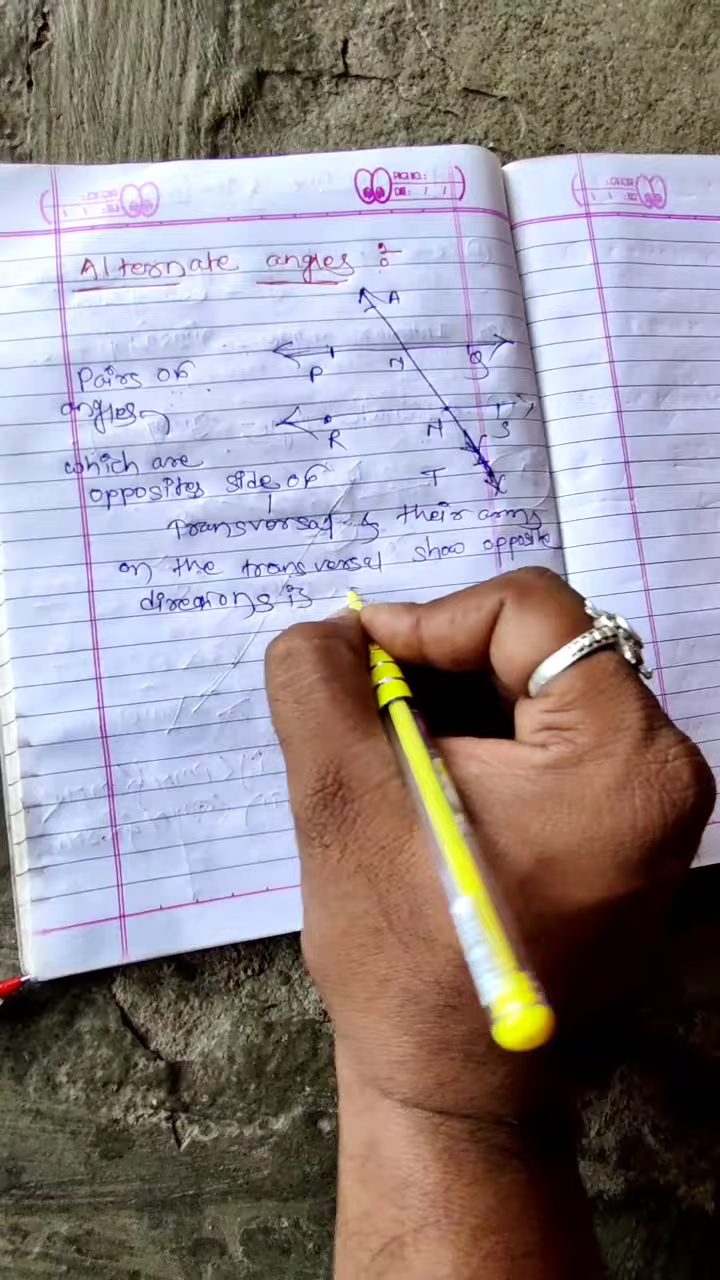 Alternate angles :-
A
P M Q
Pairs of
angles
R N S
which are
opposites side of T
transversal & their arms
on the transversal show opposite
directions is